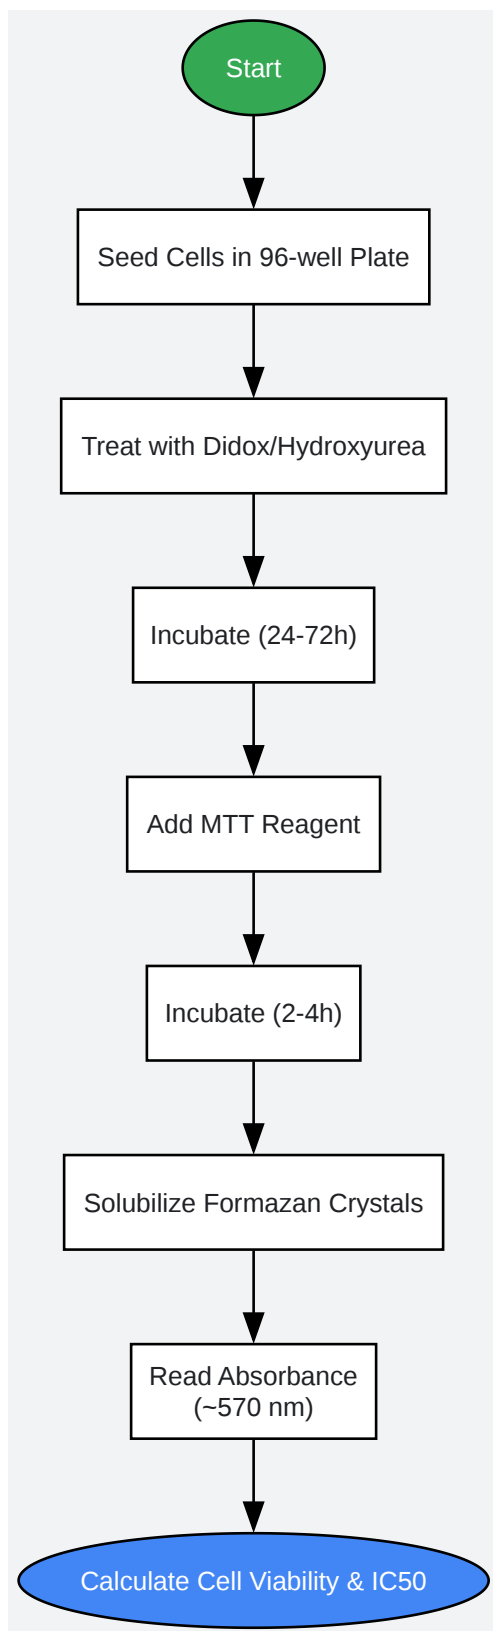 Start
Seed Cells in 96-well Plate
Treat with Didox/Hydroxyurea
Incubate (24-72h)
Add MTT Reagent
Incubate (2-4h)
Solubilize Formazan Crystals
Read Absorbance
(~570 nm)
Calculate Cell Viability & IC50